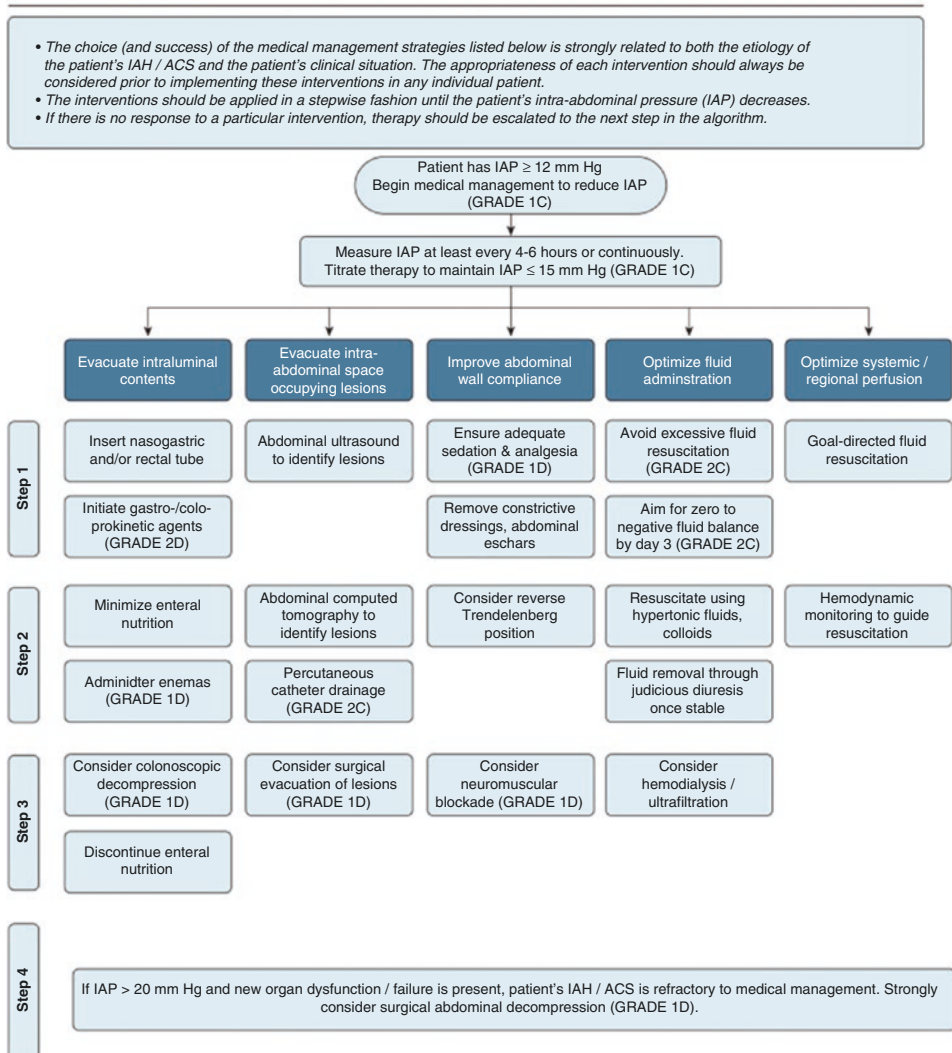 • The choice (and success) of the medical management strategies listed below is strongly related to both the etiology of
the patient's IAH / ACS and the patient's clinical situation. The appropriateness of each intervention should always be
considered prior to implementing these interventions in any individual patient.
• The interventions should be applied in a stepwise fashion until the patient's intra-abdominal pressure (IAP) decreases.
• If there is no response to a particular intervention, therapy should be escalated to the next step in the algorithm.
Patient has IAP ≥ 12 mm Hg
Begin medical management to reduce IAP
(GRADE 1C)
Measure IAP at least every 4-6 hours or continuously.
Titrate therapy to maintain IAP ≤ 15 mm Hg (GRADE 1C)
Evacuate intraluminal
contents
Evacuate intra-
abdominal space
occupying lesions
Improve abdominal
wall compliance
Optimize fluid
adminstration
Optimize systemic /
regional perfusion
Step 1
Insert nasogastric
and/or rectal tube
Abdominal ultrasound
to identify lesions
Ensure adequate
sedation & analgesia
(GRADE 1D)
Avoid excessive fluid
resuscitation
(GRADE 2C)
Goal-directed fluid
resuscitation
Initiate gastro-/colo-
prokinetic agents
(GRADE 2D)
Remove constrictive
dressings, abdominal
eschars
Aim for zero to
negative fluid balance
by day 3 (GRADE 2C)
Step 2
Minimize enteral
nutrition
Abdominal computed
tomography to
identify lesions
Consider reverse
Trendelenberg
position
Resuscitate using
hypertonic fluids,
colloids
Hemodynamic
monitoring to guide
resuscitation
Adminidter enemas
(GRADE 1D)
Percutaneous
catheter drainage
(GRADE 2C)
Fluid removal through
judicious diuresis
once stable
Step 3
Consider colonoscopic
decompression
(GRADE 1D)
Consider surgical
evacuation of lesions
(GRADE 1D)
Consider
neuromuscular
blockade (GRADE 1D)
Consider
hemodialysis /
ultrafiltration
Discontinue enteral
nutrition
Step 4
If IAP > 20 mm Hg and new organ dysfunction / failure is present, patient's IAH / ACS is refractory to medical management. Strongly
consider surgical abdominal decompression (GRADE 1D).